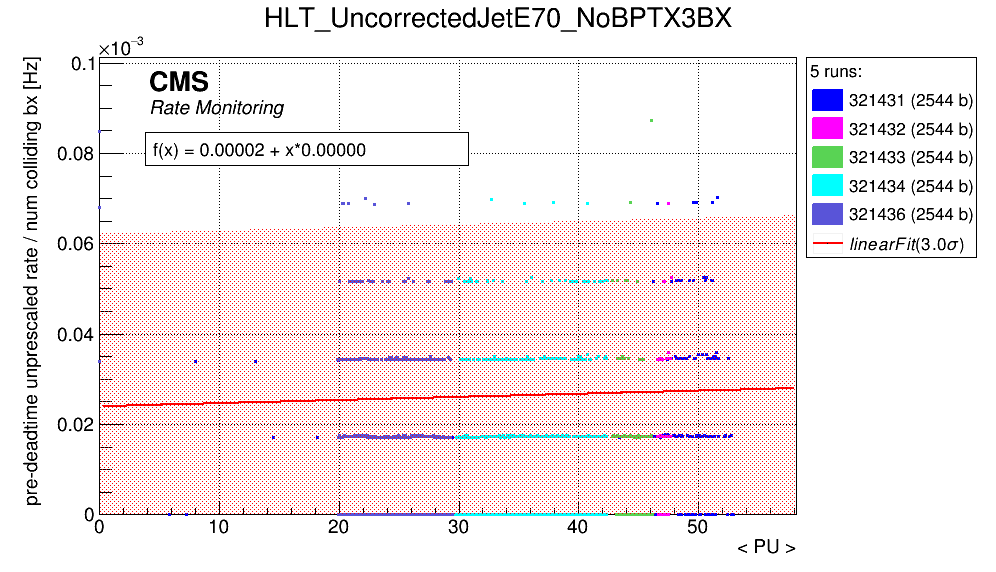 HLT_UncorrectedJetE70_NoBPTX3BX
×10⁻³
CMS
Rate Monitoring
f(x) = 0.00002 + x*0.00000
pre-deadtime unprescaled rate / num colliding bx [Hz]
0.1
0.08
0.06
0.04
0.02
0
0 10 20 30 40 50
< PU >
5 runs:
321431 (2544 b)
321432 (2544 b)
321433 (2544 b)
321434 (2544 b)
321436 (2544 b)
linearFit(3.0σ)